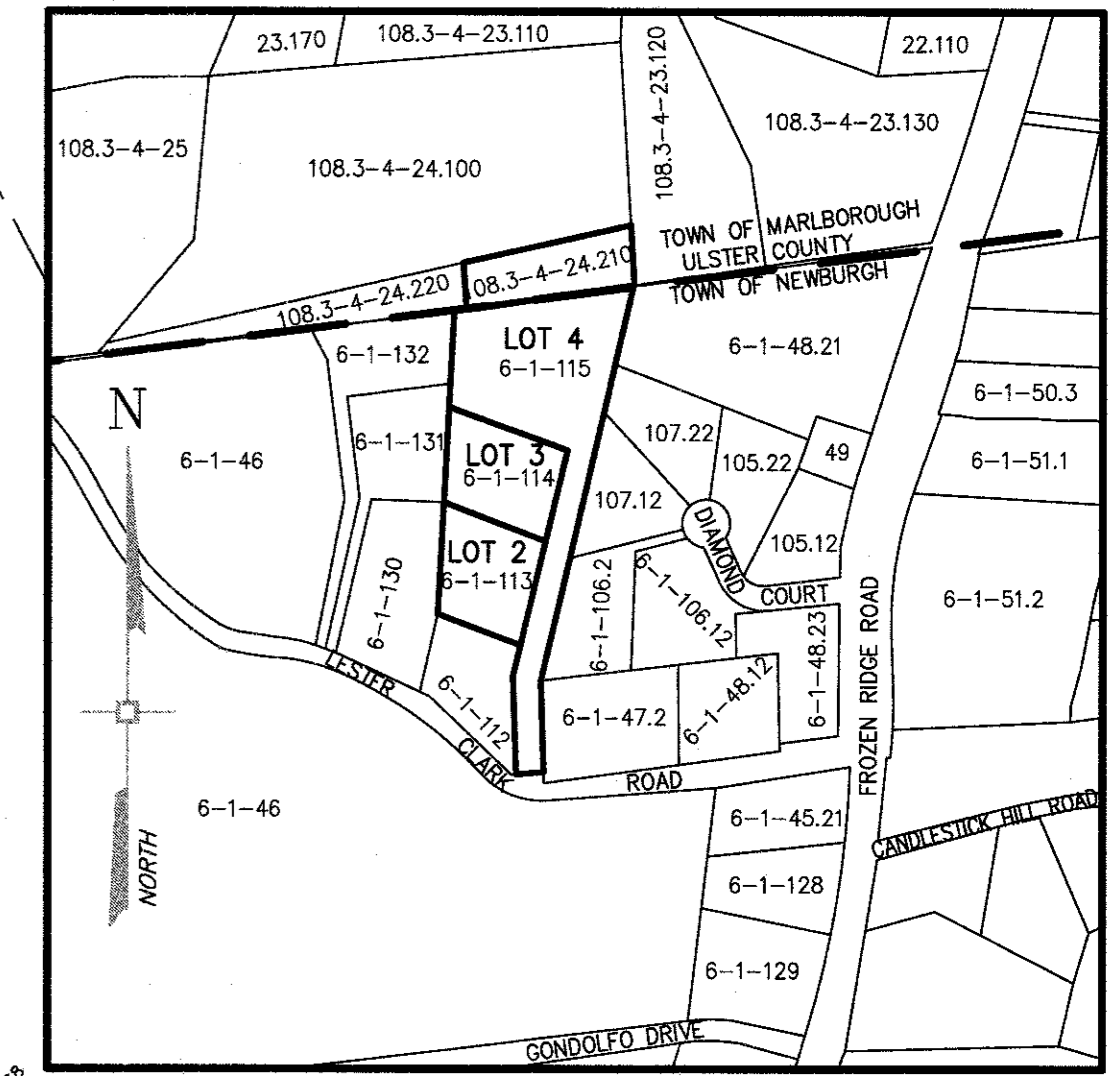 23.170
108.3-4-23.110
22.110
108.3-4-23.120
108.3-4-25
108.3-4-24.100
108.3-4-23.130
TOWN OF MARLBOROUGH
ULSTER COUNTY
TOWN OF NEWBURGH
108.3-4-24.220
08.3-4-24.210
LOT 4
6-1-115
6-1-132
6-1-48.21
6-1-50.3
N
6-1-46
6-1-131
LOT 3
6-1-114
107.22
105.22
49
6-1-51.1
107.12
DIAMOND
COURT
105.12
LOT 2
6-1-113
6-1-130
6-1-106.2
6-1-106.12
6-1-51.2
6-1-48.23
FROZEN RIDGE ROAD
LESTER
CLARK
ROAD
6-1-112
6-1-47.2
6-1-48.12
6-1-46
NORTH
6-1-45.21
CANDLESTICK HILL ROAD
6-1-128
6-1-129
GONDOLFO DRIVE